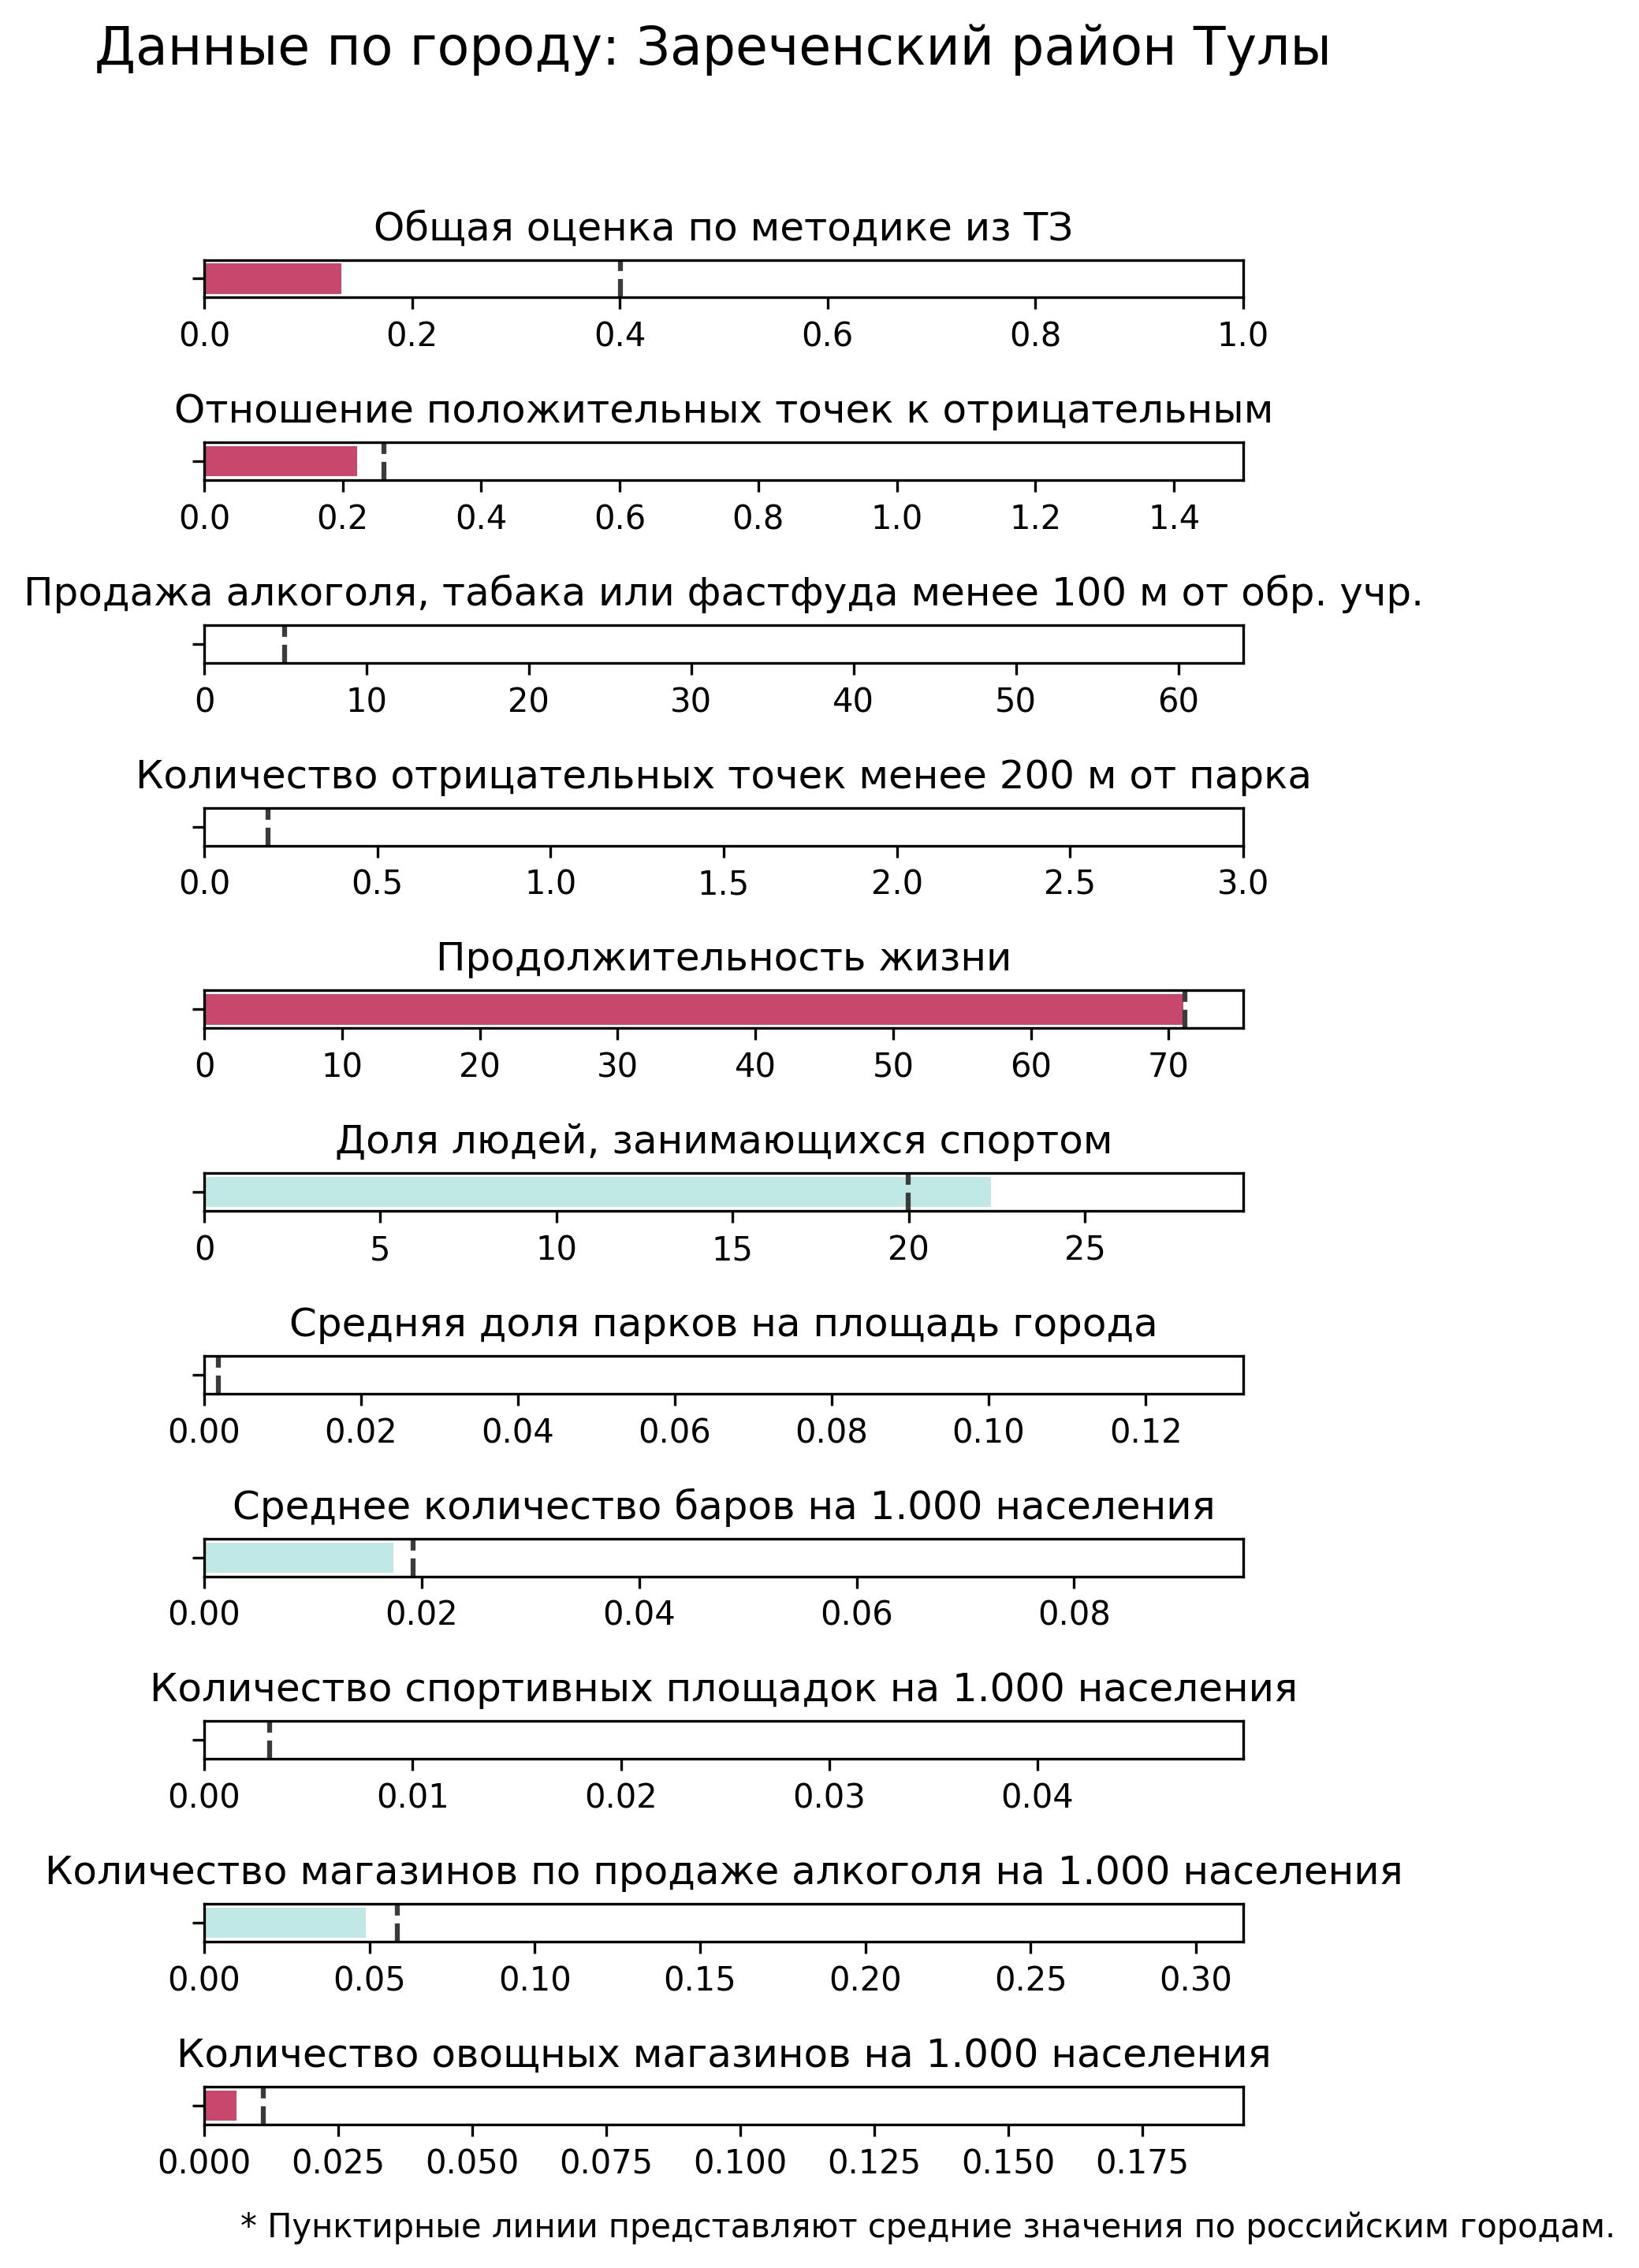 Данные по городу: Зареченский район Тулы
Общая оценка по методике из ТЗ
0.0 0.2 0.4 0.6 0.8 1.0
Отношение положительных точек к отрицательным
0.0 0.2 0.4 0.6 0.8 1.0 1.2 1.4
Продажа алкоголя, табака или фастфуда менее 100 м от обр. учр.
0 10 20 30 40 50 60
Количество отрицательных точек менее 200 м от парка
0.0 0.5 1.0 1.5 2.0 2.5 3.0
Продолжительность жизни
0 10 20 30 40 50 60 70
Доля людей, занимающихся спортом
0 5 10 15 20 25
Средняя доля парков на площадь города
0.00 0.02 0.04 0.06 0.08 0.10 0.12
Среднее количество баров на 1.000 населения
0.00 0.02 0.04 0.06 0.08
Количество спортивных площадок на 1.000 населения
0.00 0.01 0.02 0.03 0.04
Количество магазинов по продаже алкоголя на 1.000 населения
0.00 0.05 0.10 0.15 0.20 0.25 0.30
Количество овощных магазинов на 1.000 населения
0.000 0.025 0.050 0.075 0.100 0.125 0.150 0.175
* Пунктирные линии представляют средние значения по российским городам.